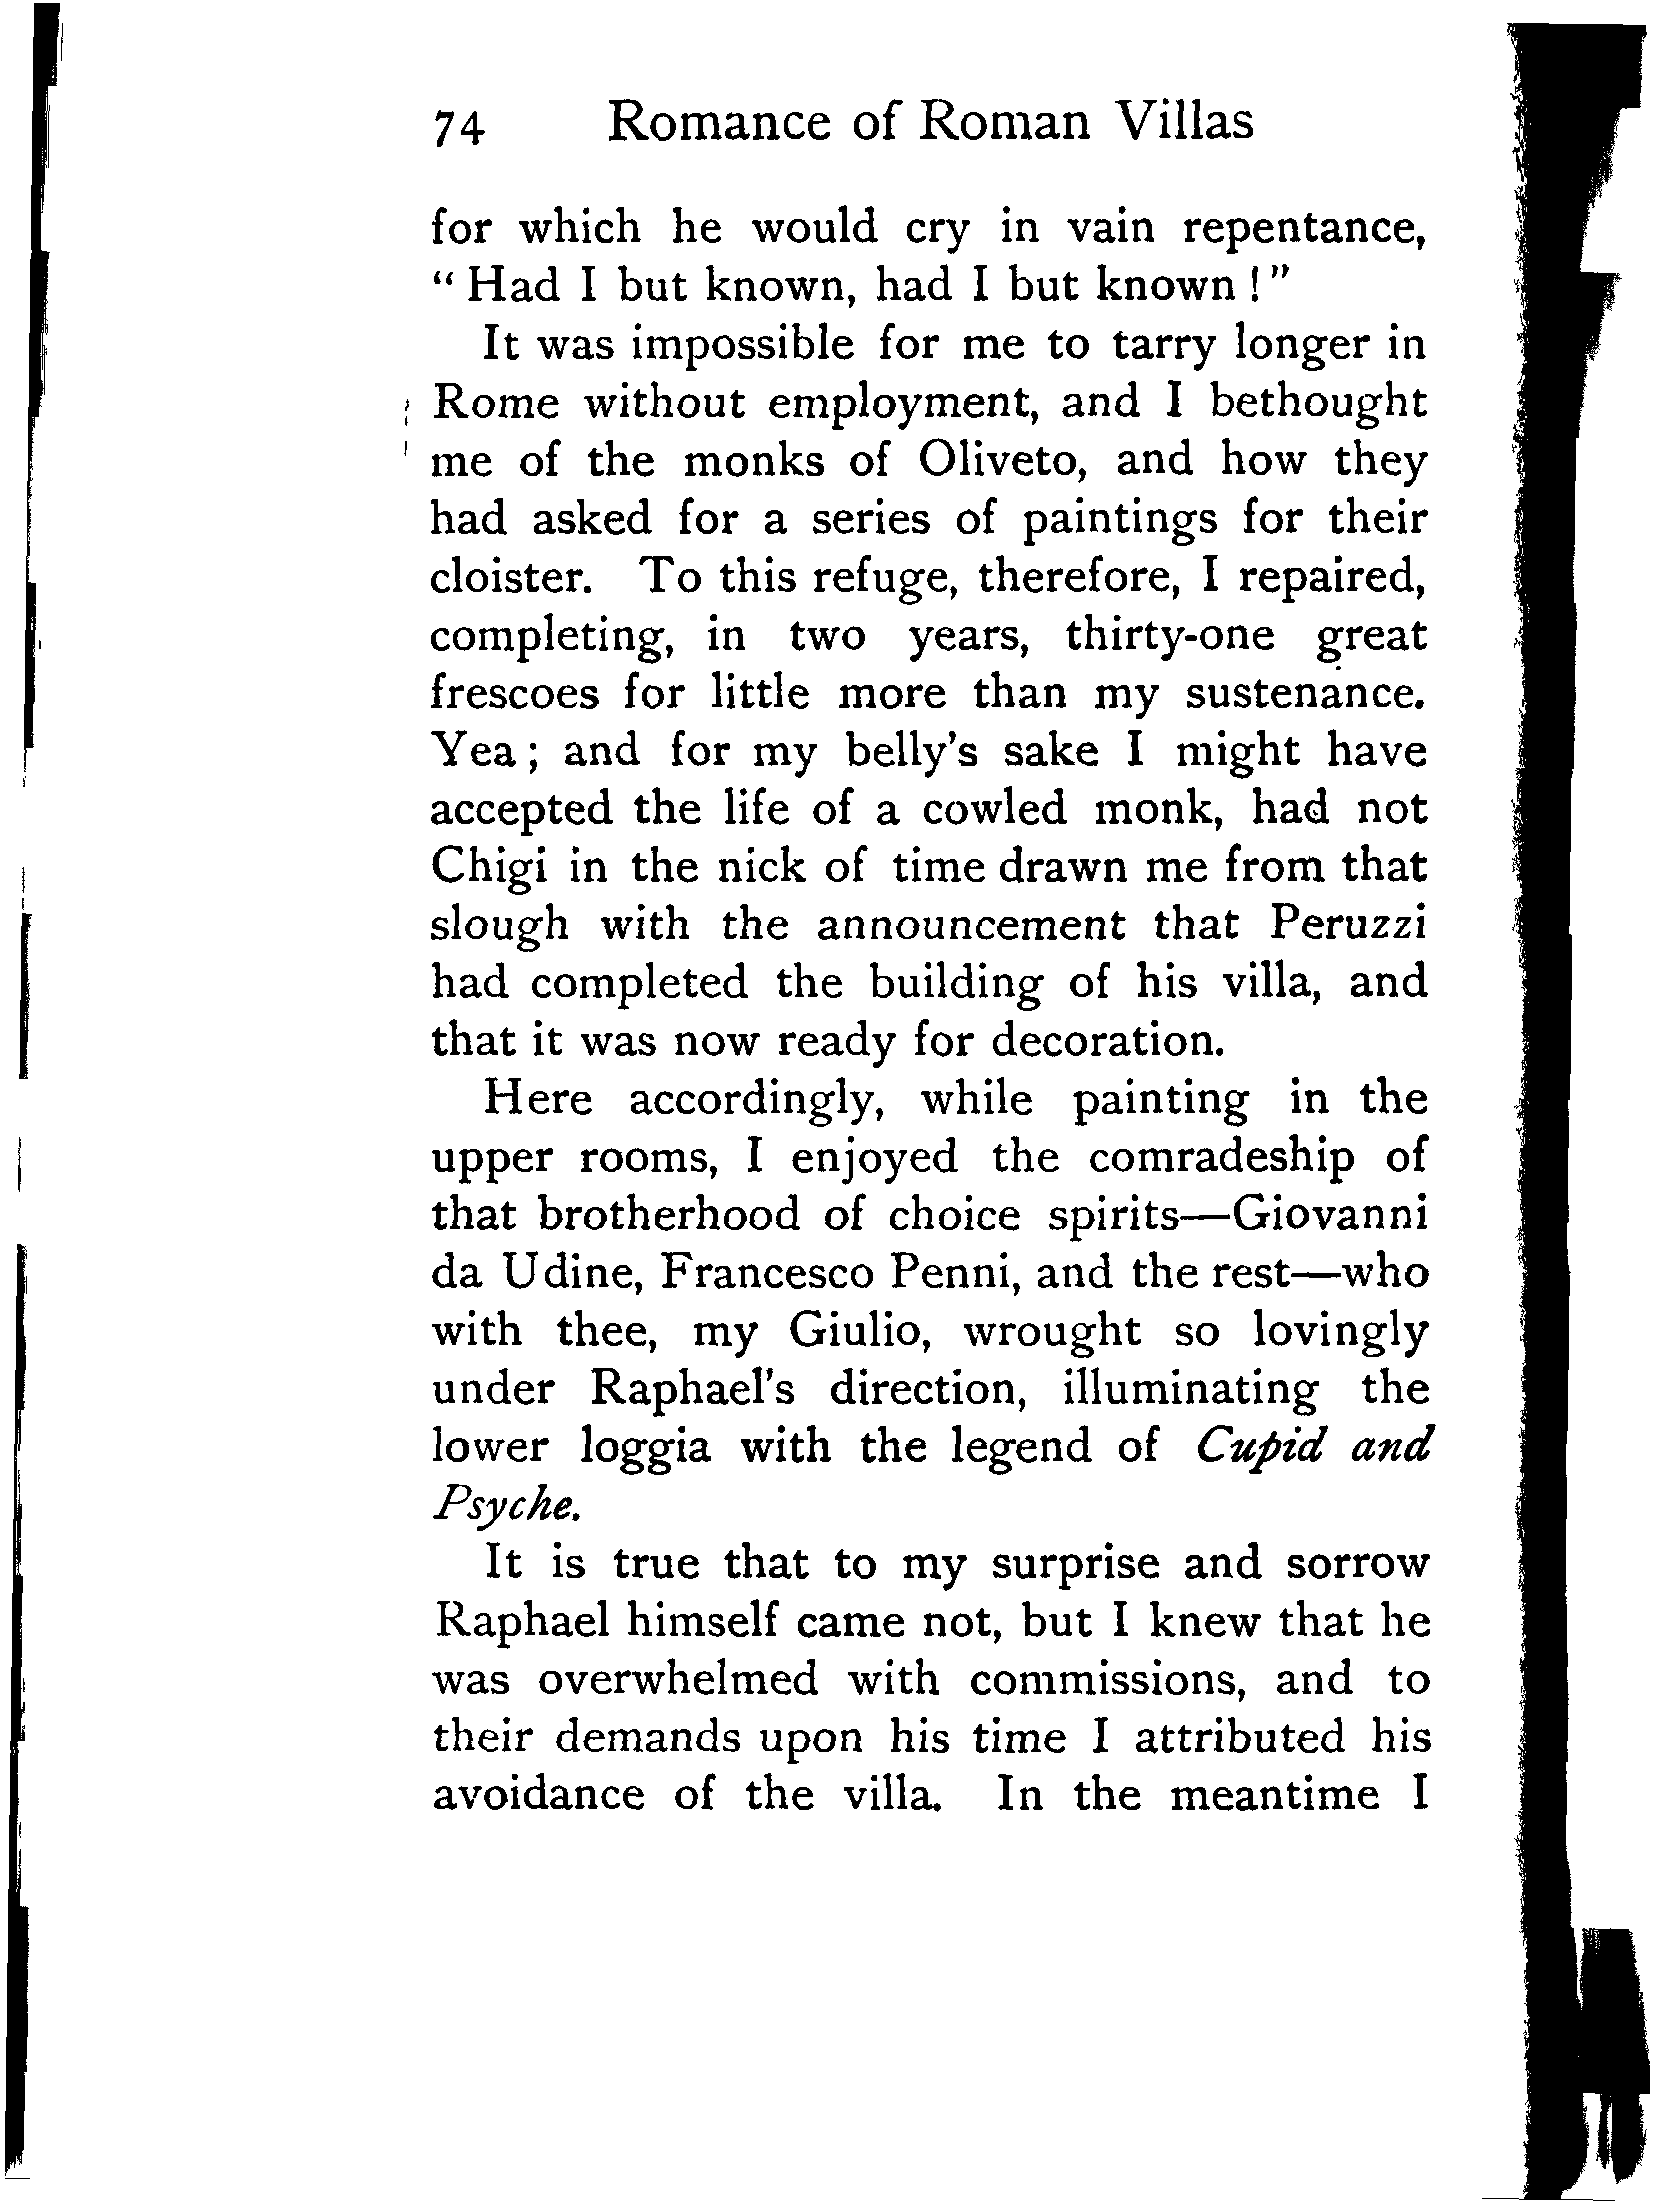 74 Romance of Roman Villas
for which he would cry in vain repentance,
“ Had I but known, had I but known ! ”
It was impossible for me to tarry longer in
Rome without employment, and I bethought
me of the monks of Oliveto, and how they
had asked for a series of paintings for their
cloister. To this refuge, therefore, I repaired,
completing, in two years, thirty-one great
frescoes for little more than my sustenance.
Yea ; and for my belly’s sake I might have
accepted the life of a cowled monk, had not
Chigi in the nick of time drawn me from that
slough with the announcement that Peruzzi
had completed the building of his villa, and
that it was now ready for decoration.
Here accordingly, while painting in the
upper rooms, I enjoyed the comradeship of
that brotherhood of choice spirits—Giovanni
da Udine, Francesco Penni, and the rest—who
with thee, my Giulio, wrought so lovingly
under Raphael’s direction, illuminating the
lower loggia with the legend of Cupid and
Psyche.
It is true that to my surprise and sorrow
Raphael himself came not, but I knew that he
was overwhelmed with commissions, and to
their demands upon his time I attributed his
avoidance of the villa. In the meantime I